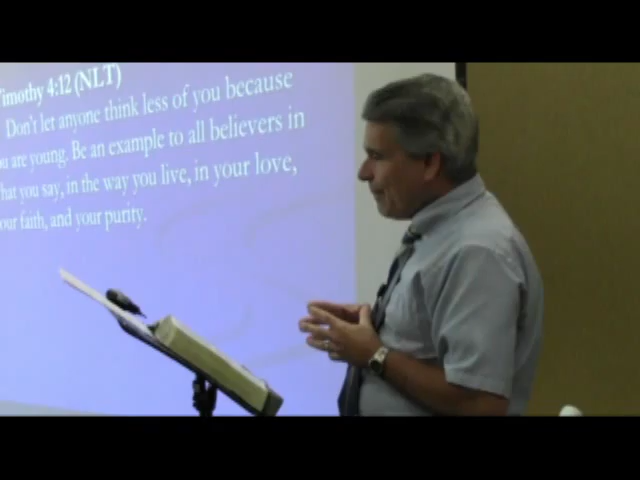 imothy 4:12 (NLT)
Don't let anyone think less of you because
ou are young. Be an example to all believers in
hat you say, in the way you live, in your love,
our faith, and your purity.